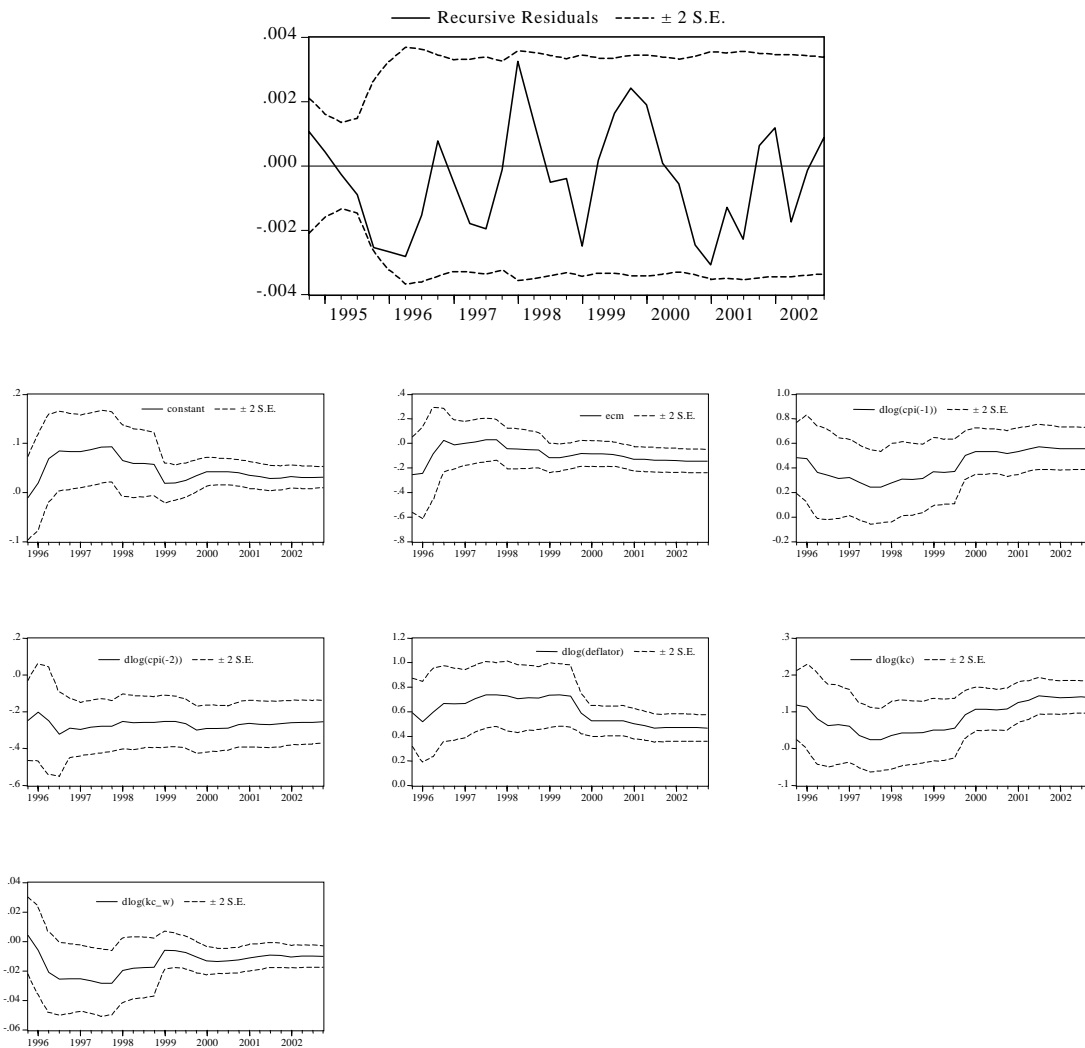 Recursive Residuals ± 2 S.E.
.004
.002
.000
-.002
-.004
1995 1996 1997 1998 1999 2000 2001 2002
constant ± 2 S.E.
.2
.1
.0
-.1
1996 1997 1998 1999 2000 2001 2002
ecm ± 2 S.E.
.4
.2
.0
-.2
-.4
-.6
-.8
1996 1997 1998 1999 2000 2001 2002
dlog(cpi(-1)) ± 2 S.E.
1.0
0.8
0.6
0.4
0.2
0.0
-0.2
1996 1997 1998 1999 2000 2001 2002
dlog(cpi(-2)) ± 2 S.E.
.2
.0
-.2
-.4
-.6
1996 1997 1998 1999 2000 2001 2002
dlog(deflator) ± 2 S.E.
1.2
1.0
0.8
0.6
0.4
0.2
0.0
1996 1997 1998 1999 2000 2001 2002
dlog(kc) ± 2 S.E.
.3
.2
.1
.0
-.1
1996 1997 1998 1999 2000 2001 2002
dlog(kc_w) ± 2 S.E.
.04
.02
.00
-.02
-.04
-.06
1996 1997 1998 1999 2000 2001 2002